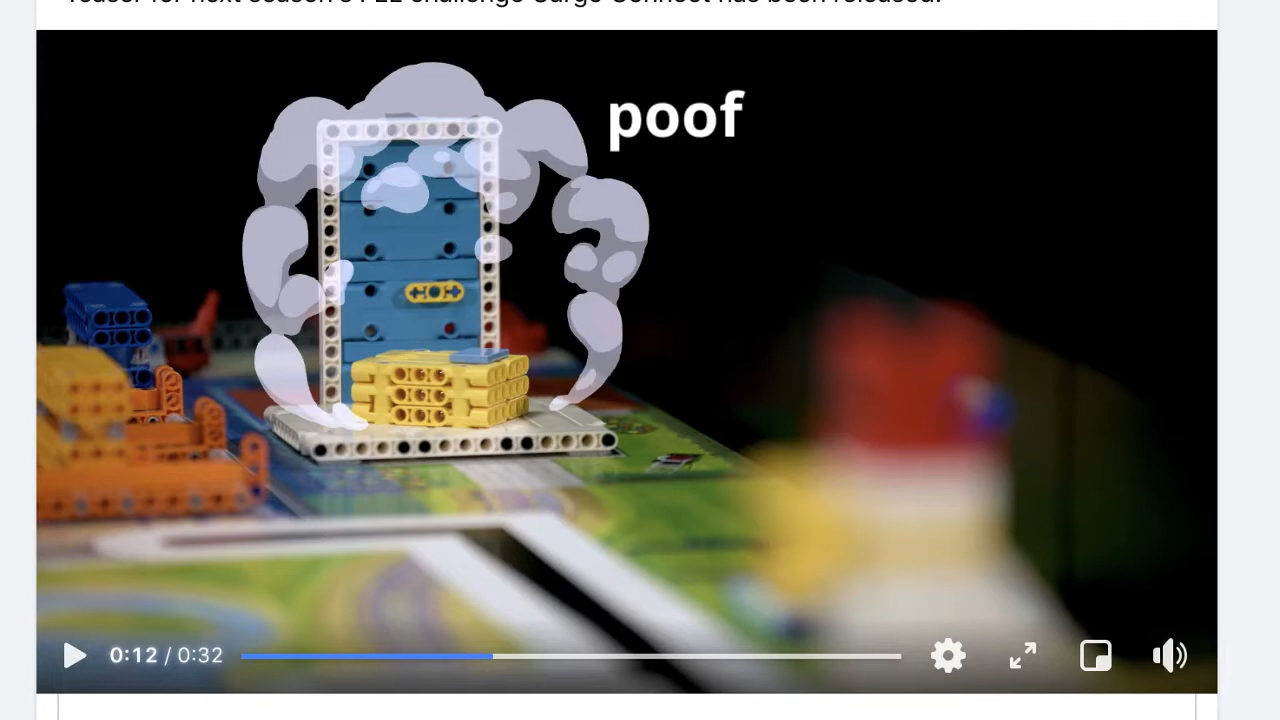 Teaser for next season's FLL challenge Cargo Connect has been released.
poof
0:12 / 0:32